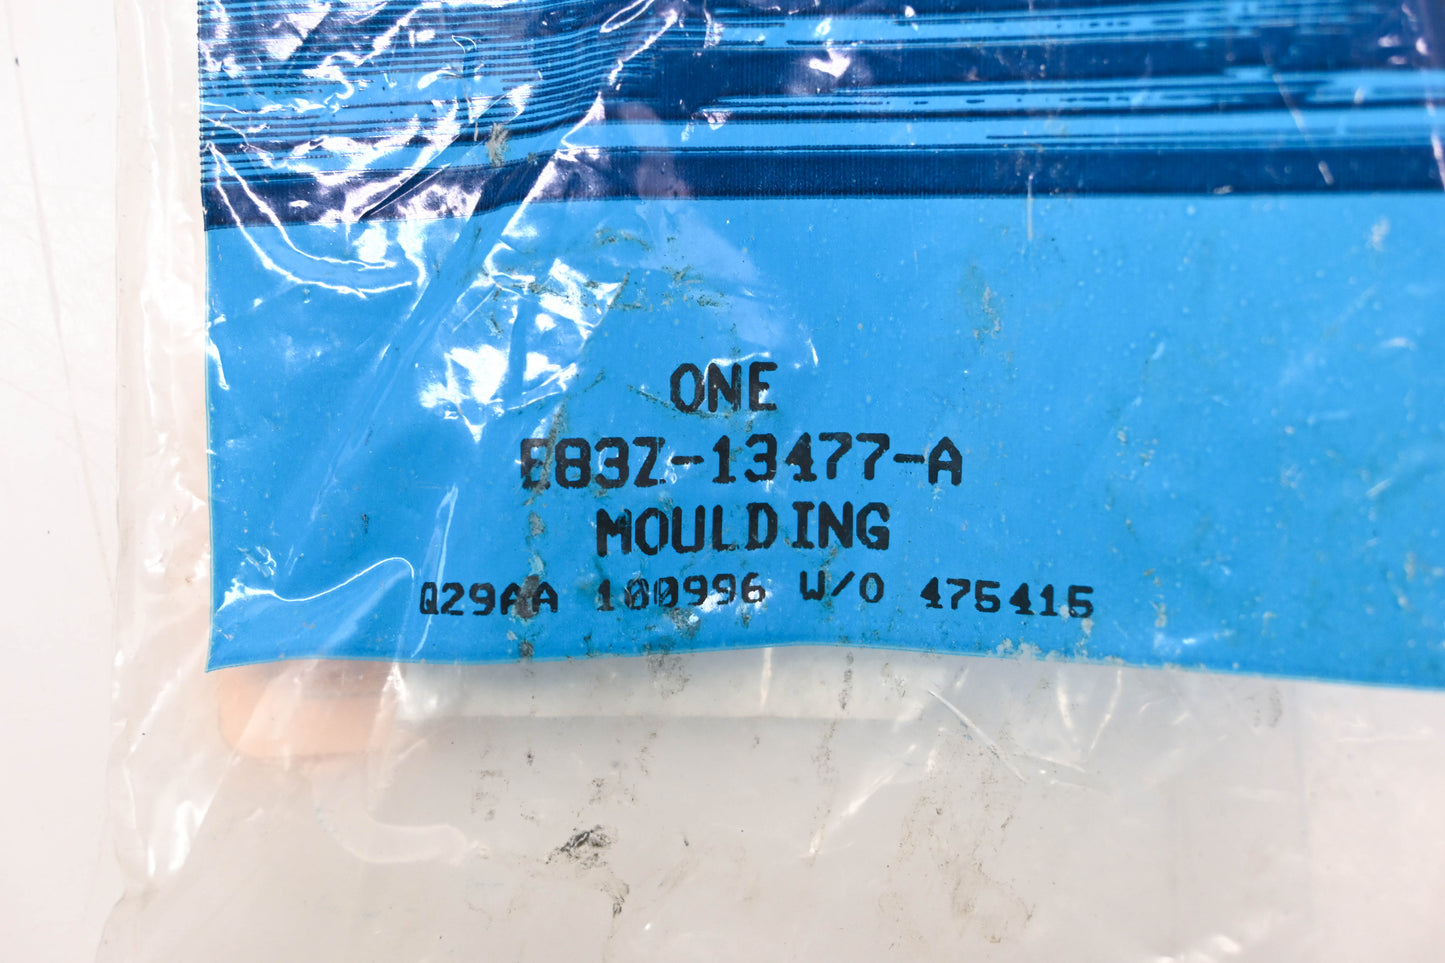 ONE
E83Z-13477-A
MOULDING
Q29AA 100996 W/O 475415